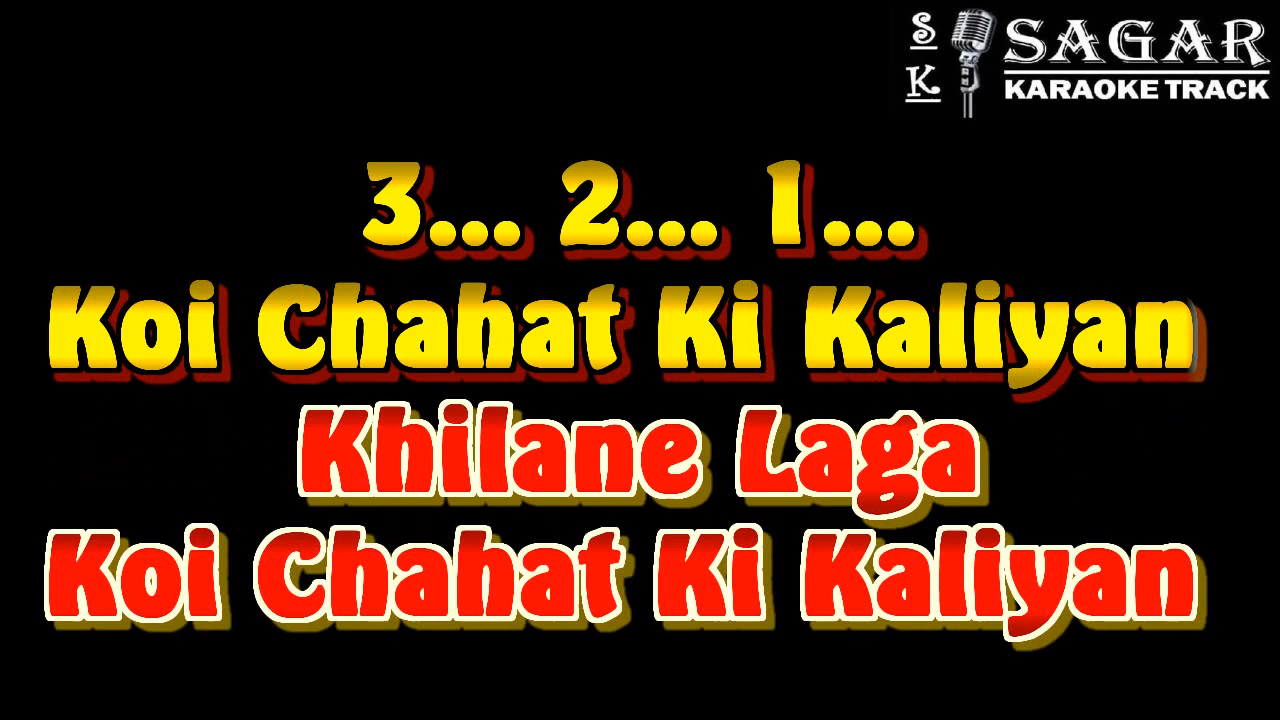 S
K
SAGAR
KARAOKE TRACK
3... 2... 1...
Koi Chahat Ki Kaliyan
Khilane Laga
Koi Chahat Ki Kaliyan